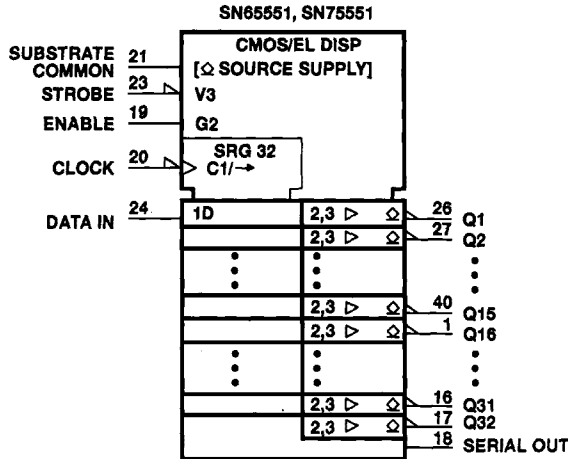 SN65551, SN75551
CMOS/EL DISP
[⎐ SOURCE SUPPLY]
SUBSTRATE COMMON 21
STROBE 23 V3
ENABLE 19 G2
SRG 32
CLOCK 20 C1/→
DATA IN 24 1D 2,3 ▷ ⎐ 26 Q1
2,3 ▷ ⎐ 27 Q2
2,3 ▷ ⎐ 40 Q15
2,3 ▷ ⎐ 1 Q16
2,3 ▷ ⎐ 16 Q31
2,3 ▷ ⎐ 17 Q32
18 SERIAL OUT